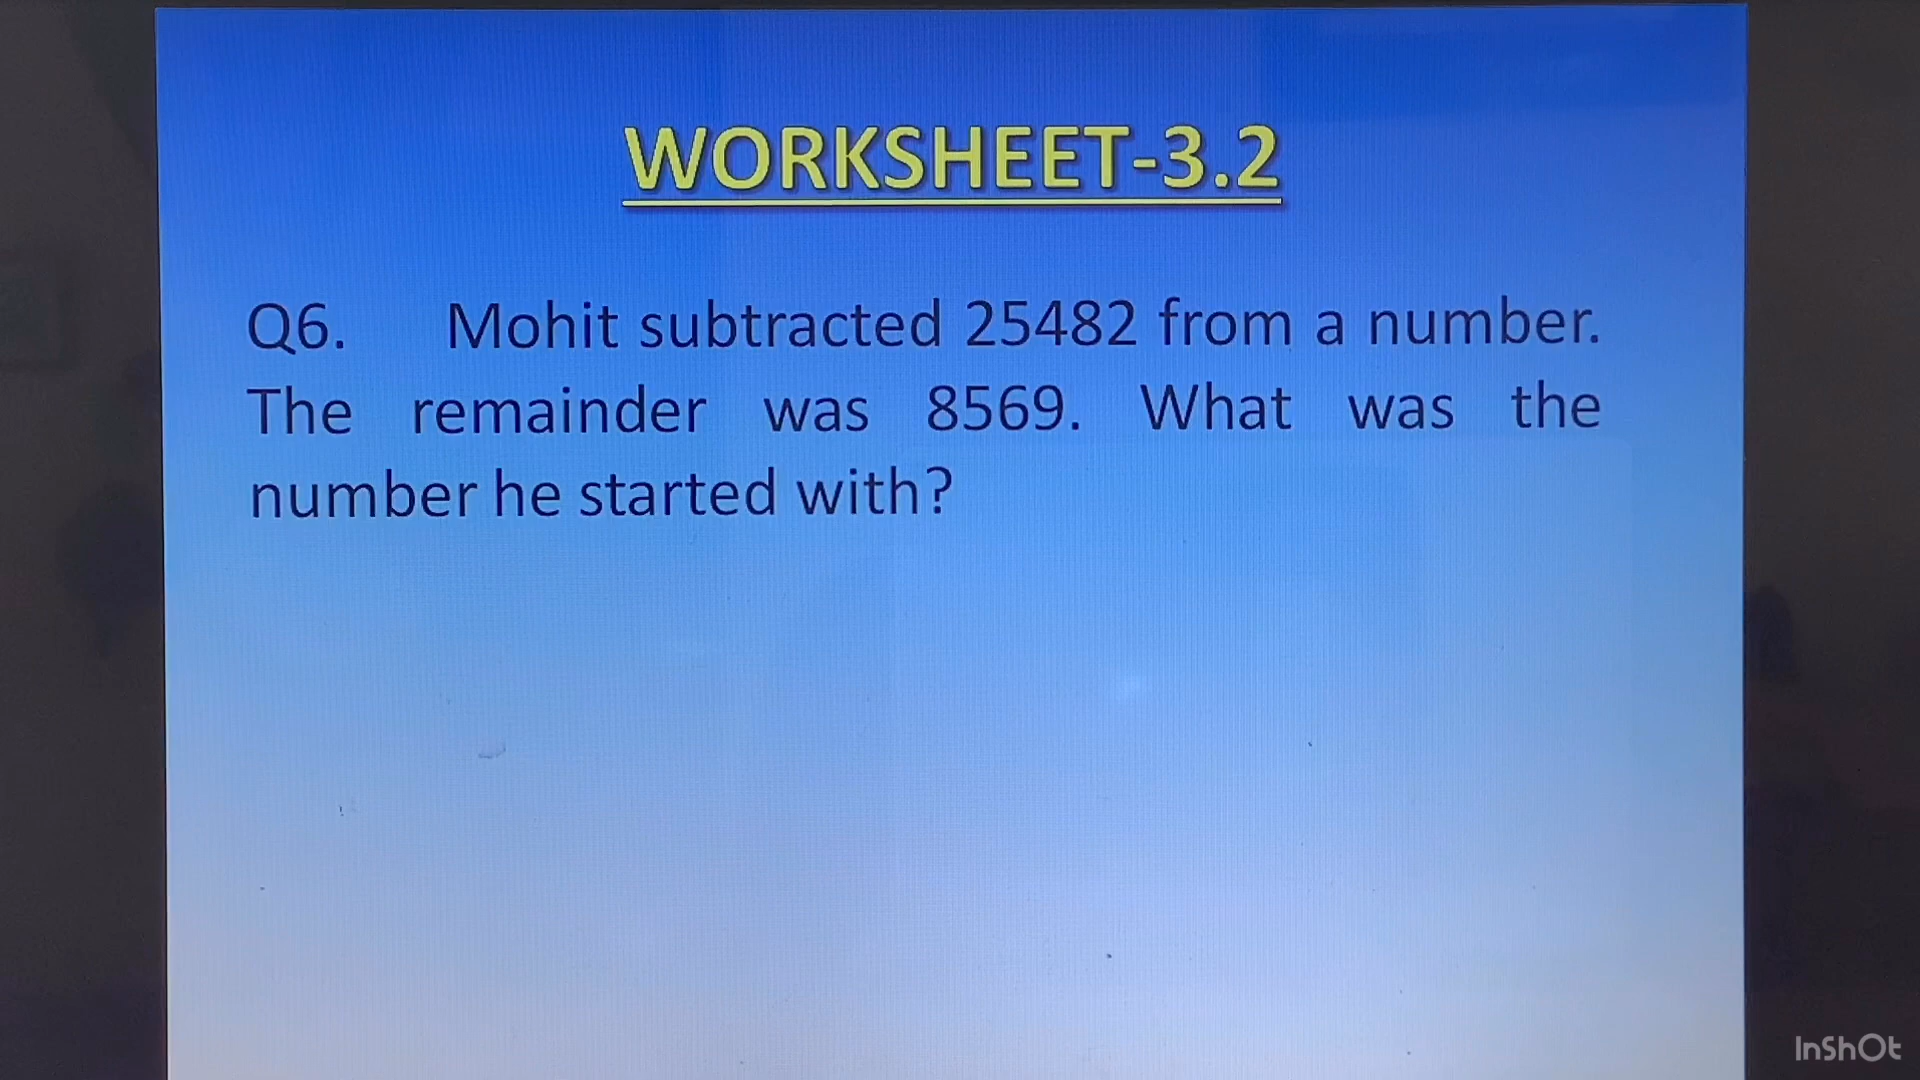 WORKSHEET-3.2
Q6. Mohit subtracted 25482 from a number.
The remainder was 8569. What was the
number he started with?
InShOt